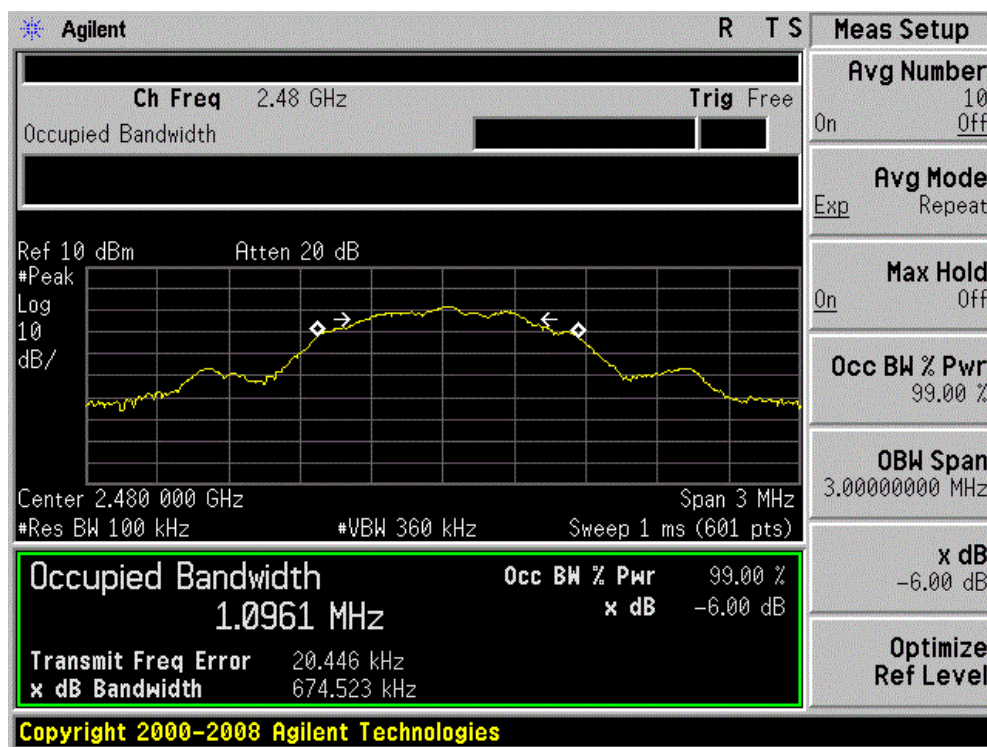 Agilent R T S Meas Setup
Ch Freq 2.48 GHz Trig Free
Occupied Bandwidth
Avg Number
10
On Off
Avg Mode
Exp Repeat
Max Hold
On Off
Occ BW % Pwr
99.00 %
OBW Span
3.00000000 MHz
x dB
-6.00 dB
Optimize
Ref Level
Ref 10 dBm Atten 20 dB
#Peak
Log
10
dB/
Center 2.480 000 GHz Span 3 MHz
#Res BW 100 kHz #VBW 360 kHz Sweep 1 ms (601 pts)
Occupied Bandwidth Occ BW % Pwr 99.00 %
1.0961 MHz x dB -6.00 dB
Transmit Freq Error 20.446 kHz
x dB Bandwidth 674.523 kHz
Copyright 2000-2008 Agilent Technologies